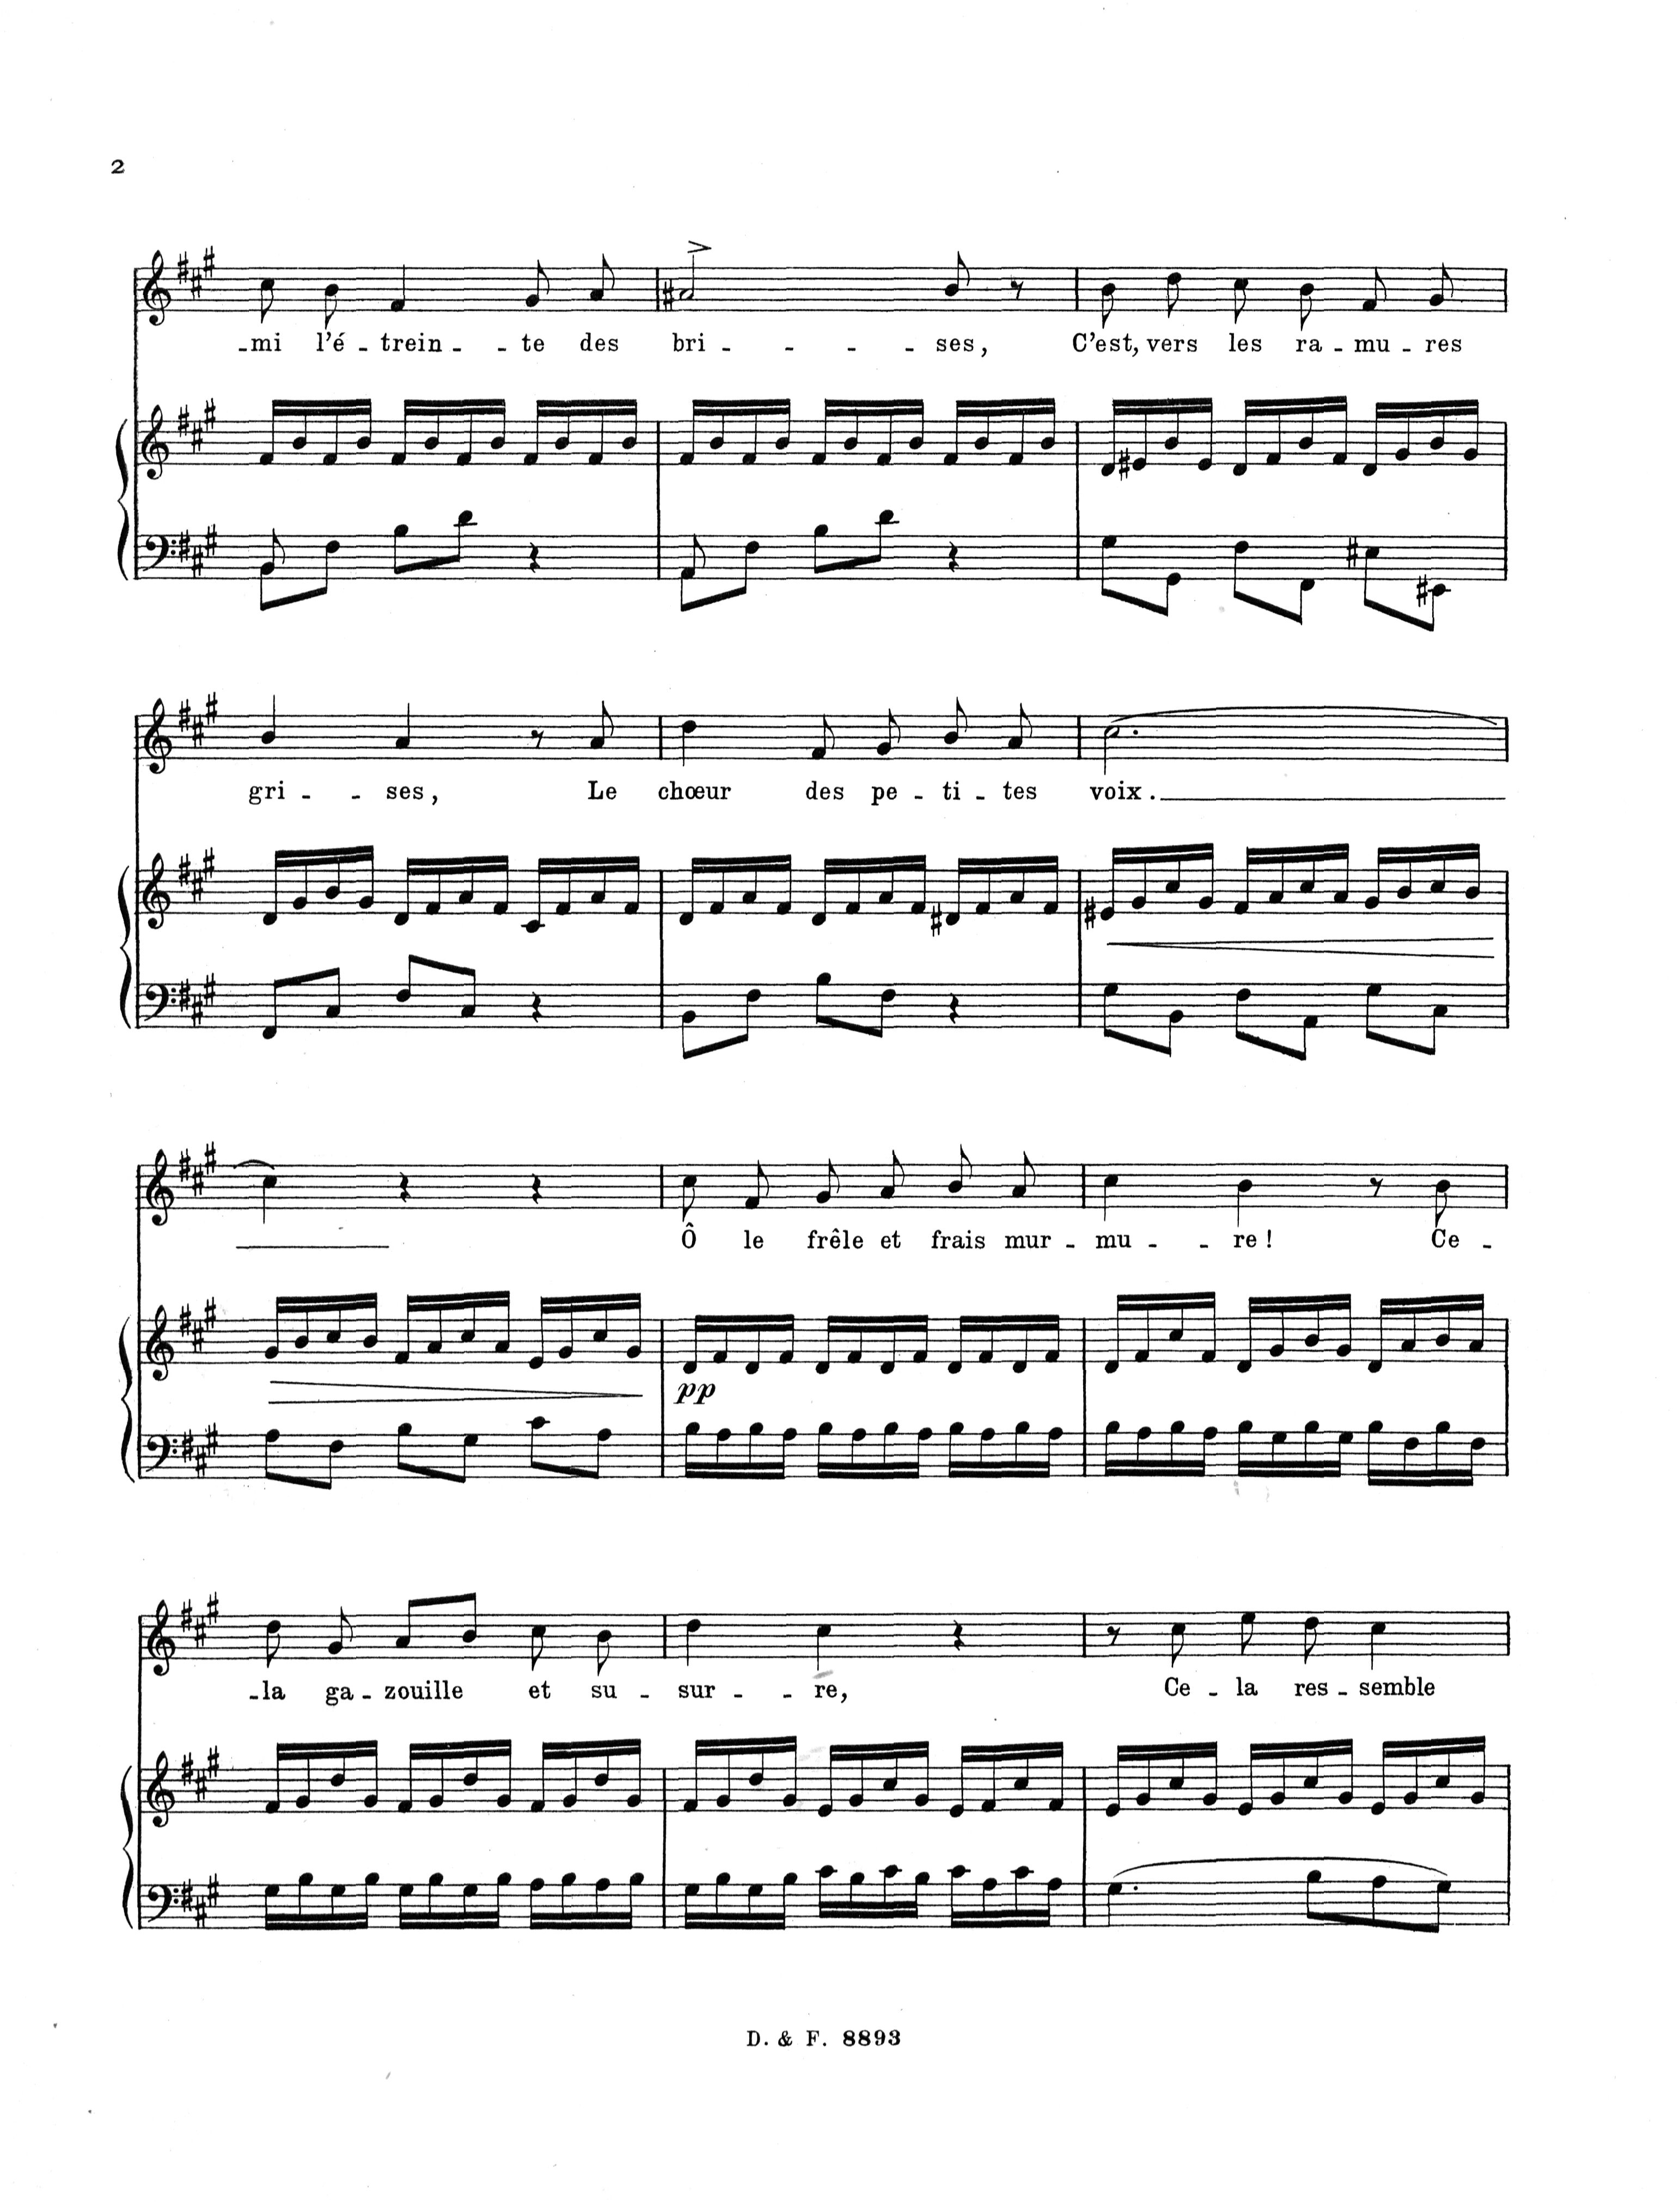 2
-mi l'é - trein - - te des bri - - - - ses, C'est, vers les ra - mu - res
gri - - ses, Le chœur des pe - ti - tes voix.
pp
Ô le frêle et frais mur - mu - - re ! Ce -
-la ga - zouille et su - sur - - re, Ce - la res - semble
D. & F. 8893